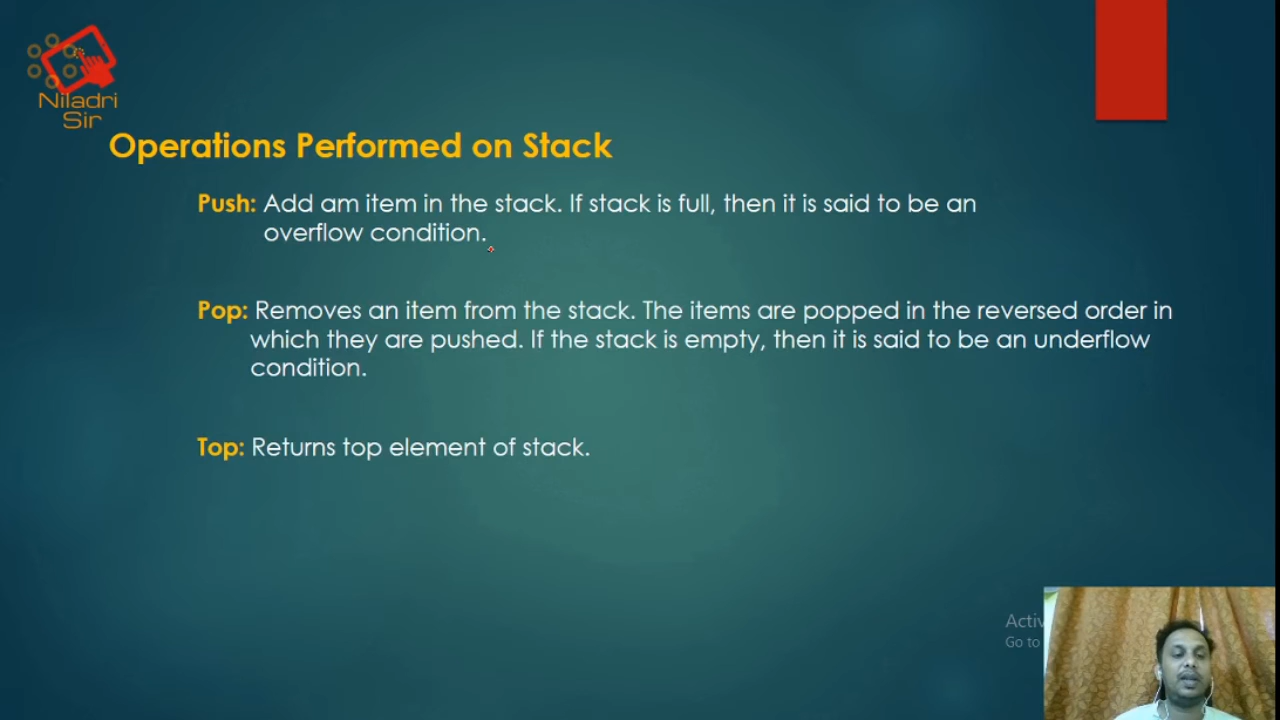 Niladri
Sir
Operations Performed on Stack
Push: Add am item in the stack. If stack is full, then it is said to be an
overflow condition.
Pop: Removes an item from the stack. The items are popped in the reversed order in
which they are pushed. If the stack is empty, then it is said to be an underflow
condition.
Top: Returns top element of stack.
Activ
Go to